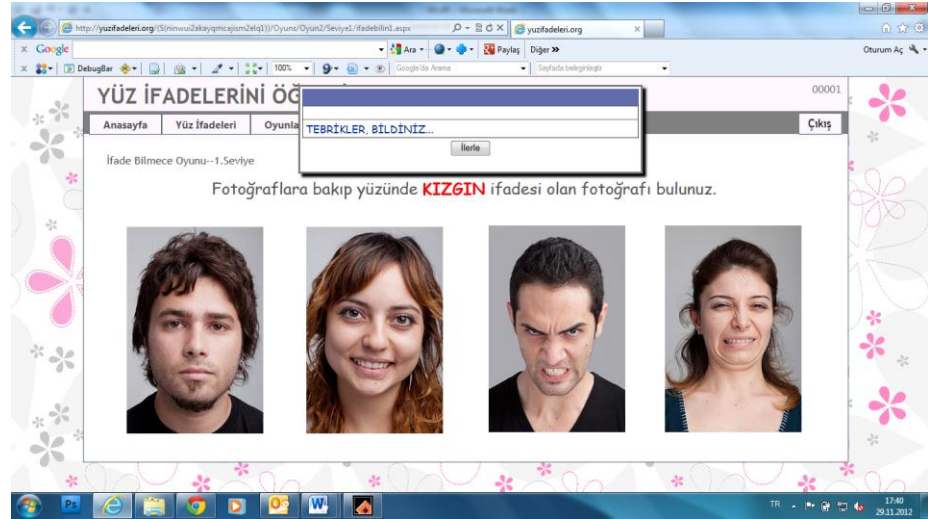 http://yuzifadeleri.org/(S(ninwui2akayqmcajism2elq1))/Oyuns/Oyun2/Seviye1/ifadebilin1.aspx
yuzifadeleri.org
Google
Ara
Paylaş
Diğer »
Oturum Aç
DebugBar
100%
Google'da Arama
Sayfada belirginleştir
YÜZ İFADELERİNİ ÖĞ
00001
Anasayfa
Yüz İfadeleri
Oyunla
Çıkış
TEBRİKLER, BİLDİNİZ...
İlerle
İfade Bilmece Oyunu--1.Seviye
Fotoğraflara bakıp yüzünde KIZGIN ifadesi olan fotoğrafı bulunuz.
TR
17:40
29.11.2012